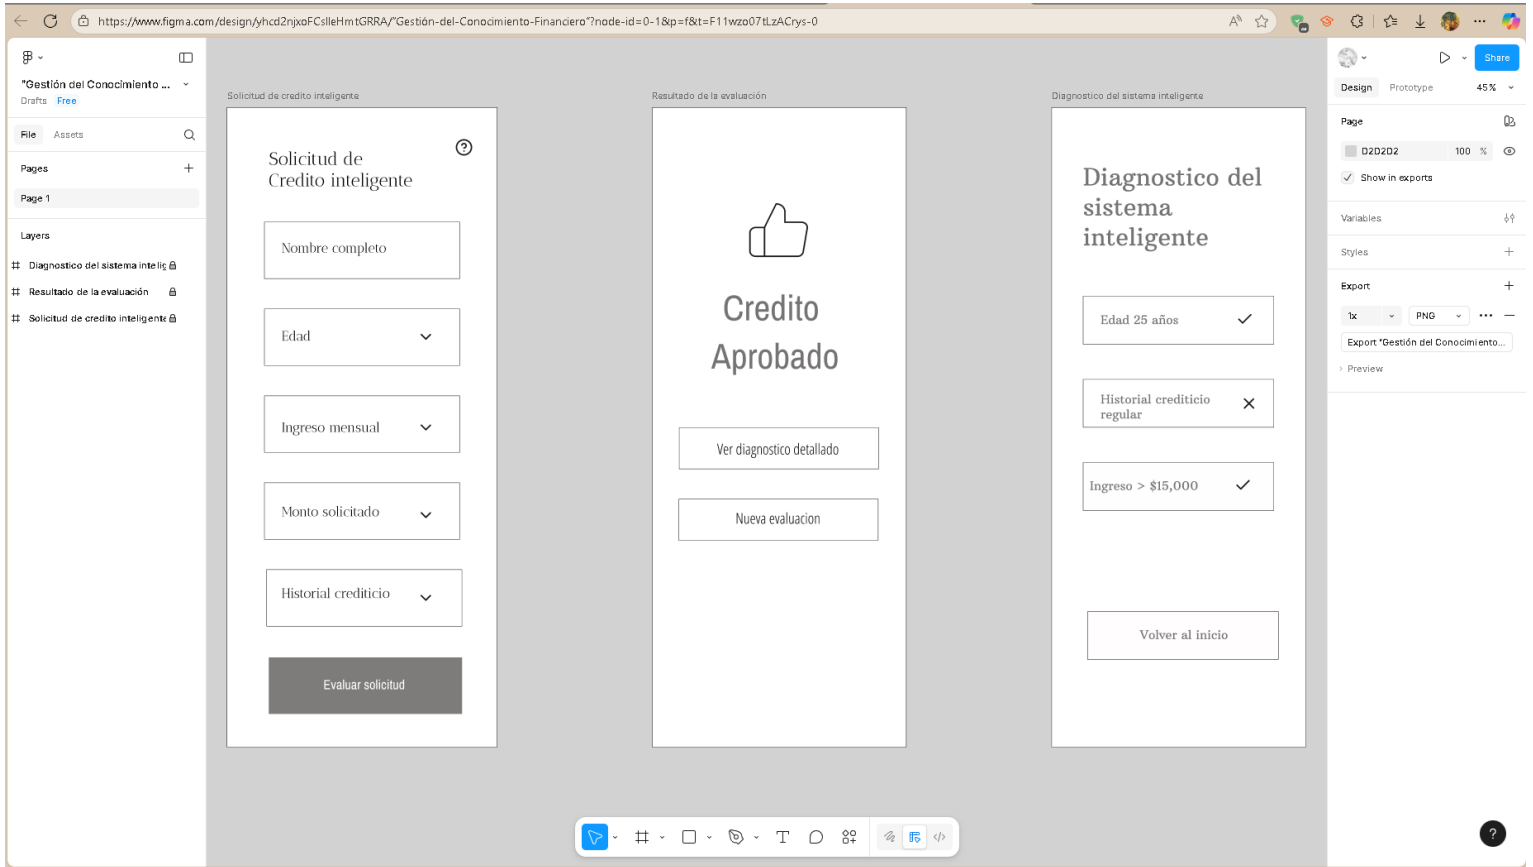 https://www.figma.com/design/yhcd2njxoFCslleHmtGRRA/"Gestión-del-Conocimiento-Financiero"?node-id=0-1&p=f&t=F11wzo07tLzACrys-0
"Gestión del Conocimiento ...
Drafts Free
File Assets
Pages
Page 1
Layers
Diagnostico del sistema intelig
Resultado de la evaluación
Solicitud de credito inteligente
Solicitud de credito inteligente
Solicitud de
Credito inteligente
Nombre completo
Edad
Ingreso mensual
Monto solicitado
Historial crediticio
Evaluar solicitud
Resultado de la evaluación
Credito
Aprobado
Ver diagnostico detallado
Nueva evaluacion
Diagnostico del sistema inteligente
Diagnostico del
sistema
inteligente
Edad 25 años
Historial crediticio
regular
Ingreso > $15,000
Volver al inicio
Share
Design Prototype 45%
Page
D2D2D2 100 %
Show in exports
Variables
Styles
Export
1x PNG
Export "Gestión del Conocimiento...
Preview